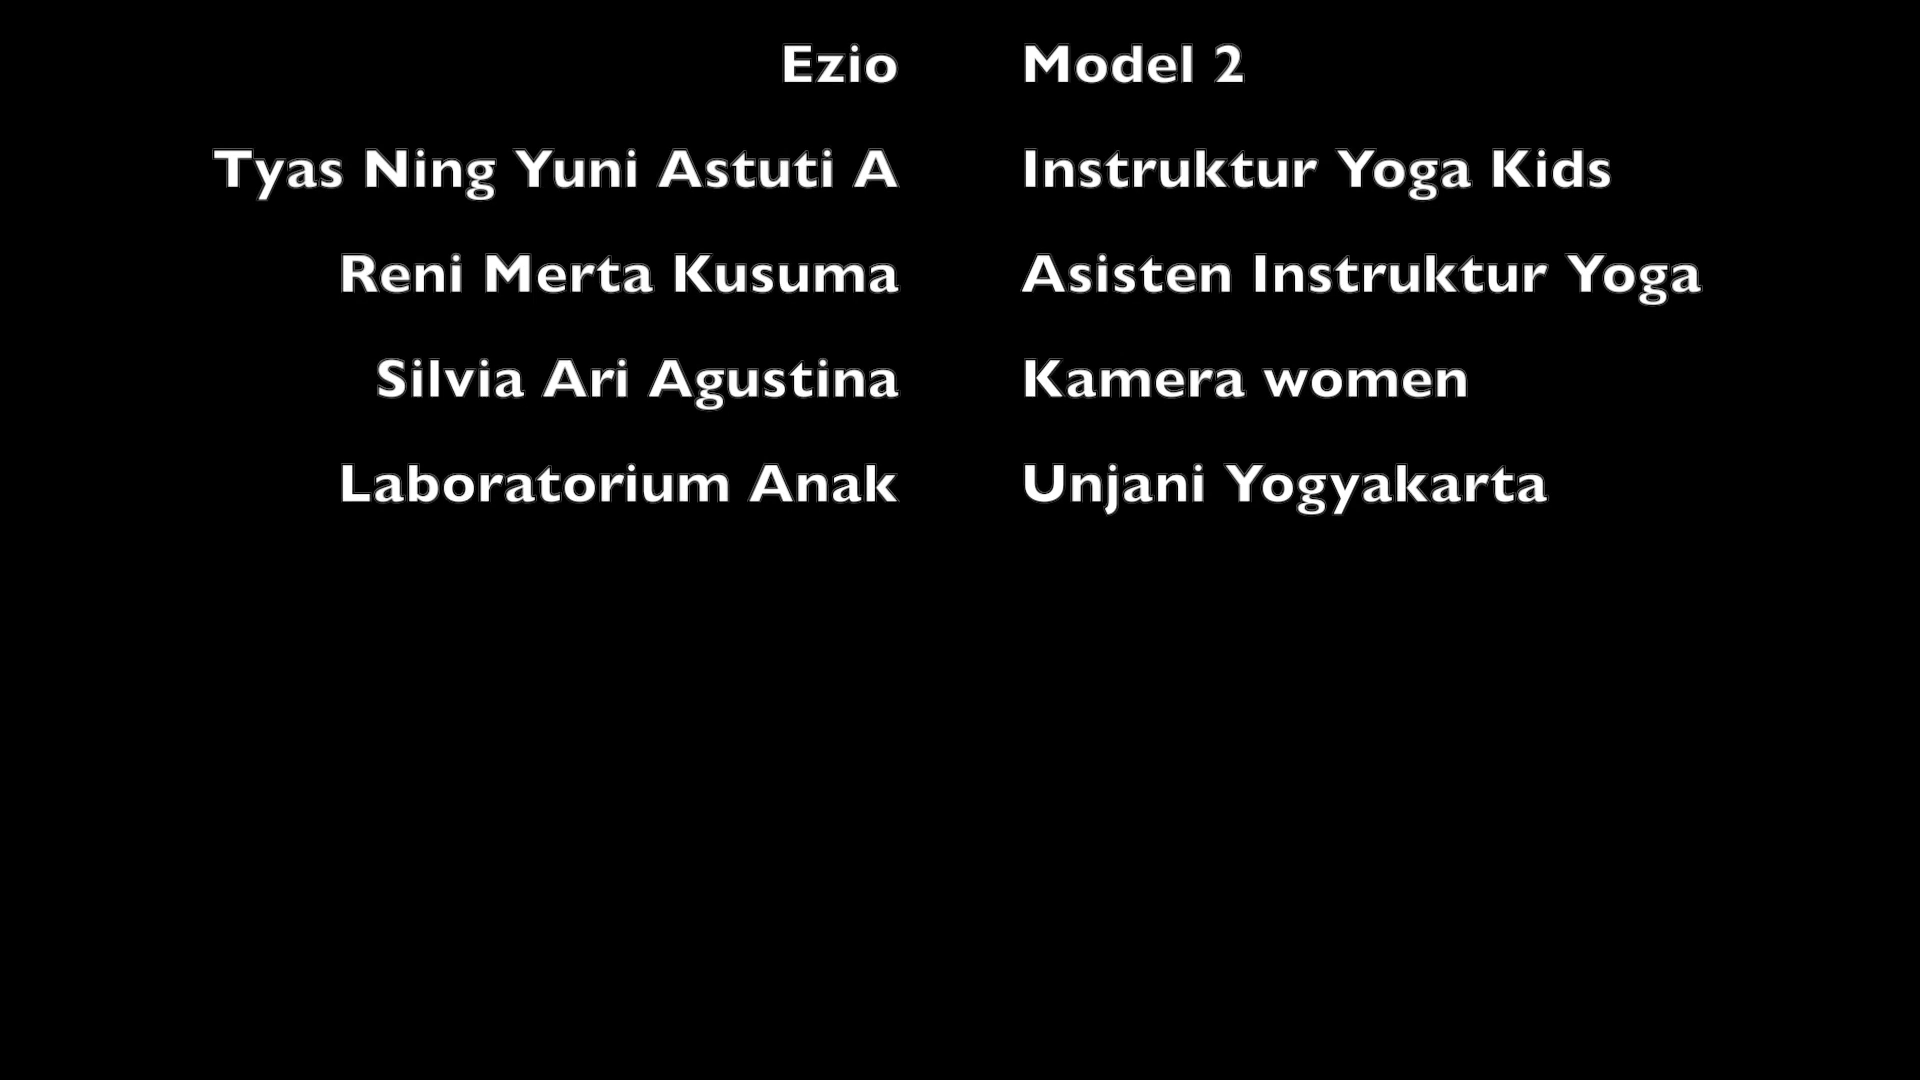 Ezio Model 2
Tyas Ning Yuni Astuti A Instruktur Yoga Kids
Reni Merta Kusuma Asisten Instruktur Yoga
Silvia Ari Agustina Kamera women
Laboratorium Anak Unjani Yogyakarta